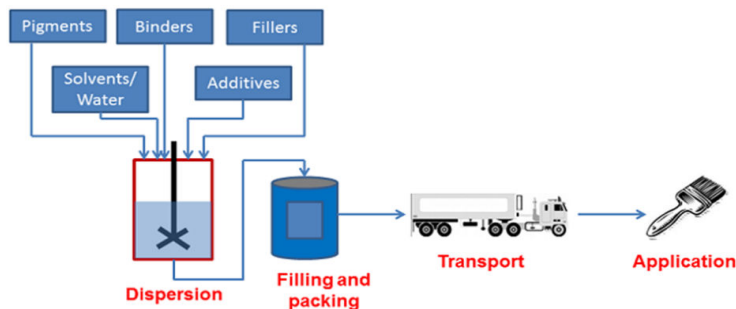 Pigments
Binders
Fillers
Solvents/
Water
Additives
Dispersion
Filling and
packing
Transport
Application